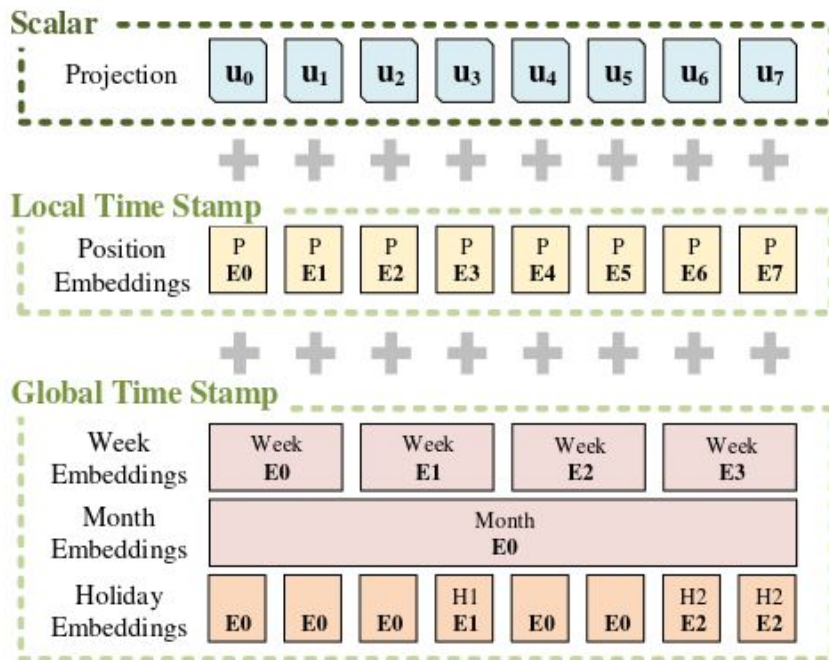 Scalar
Projection u0 u1 u2 u3 u4 u5 u6 u7
Local Time Stamp
Position P P P P P P P P
Embeddings E0 E1 E2 E3 E4 E5 E6 E7
Global Time Stamp
Week Week Week Week Week
Embeddings E0 E1 E2 E3
Month Month
Embeddings E0
Holiday H1 H2 H2
Embeddings E0 E0 E0 E1 E0 E0 E2 E2